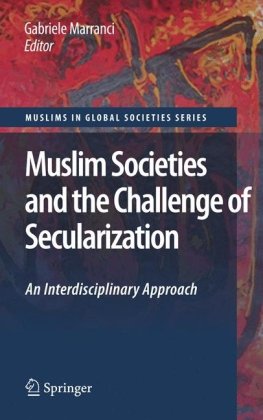 Gabriele Marranci
Editor
MUSLIMS IN GLOBAL SOCIETIES SERIES
Muslim Societies
and the Challenge of
Secularization
An Interdisciplinary Approach
Springer